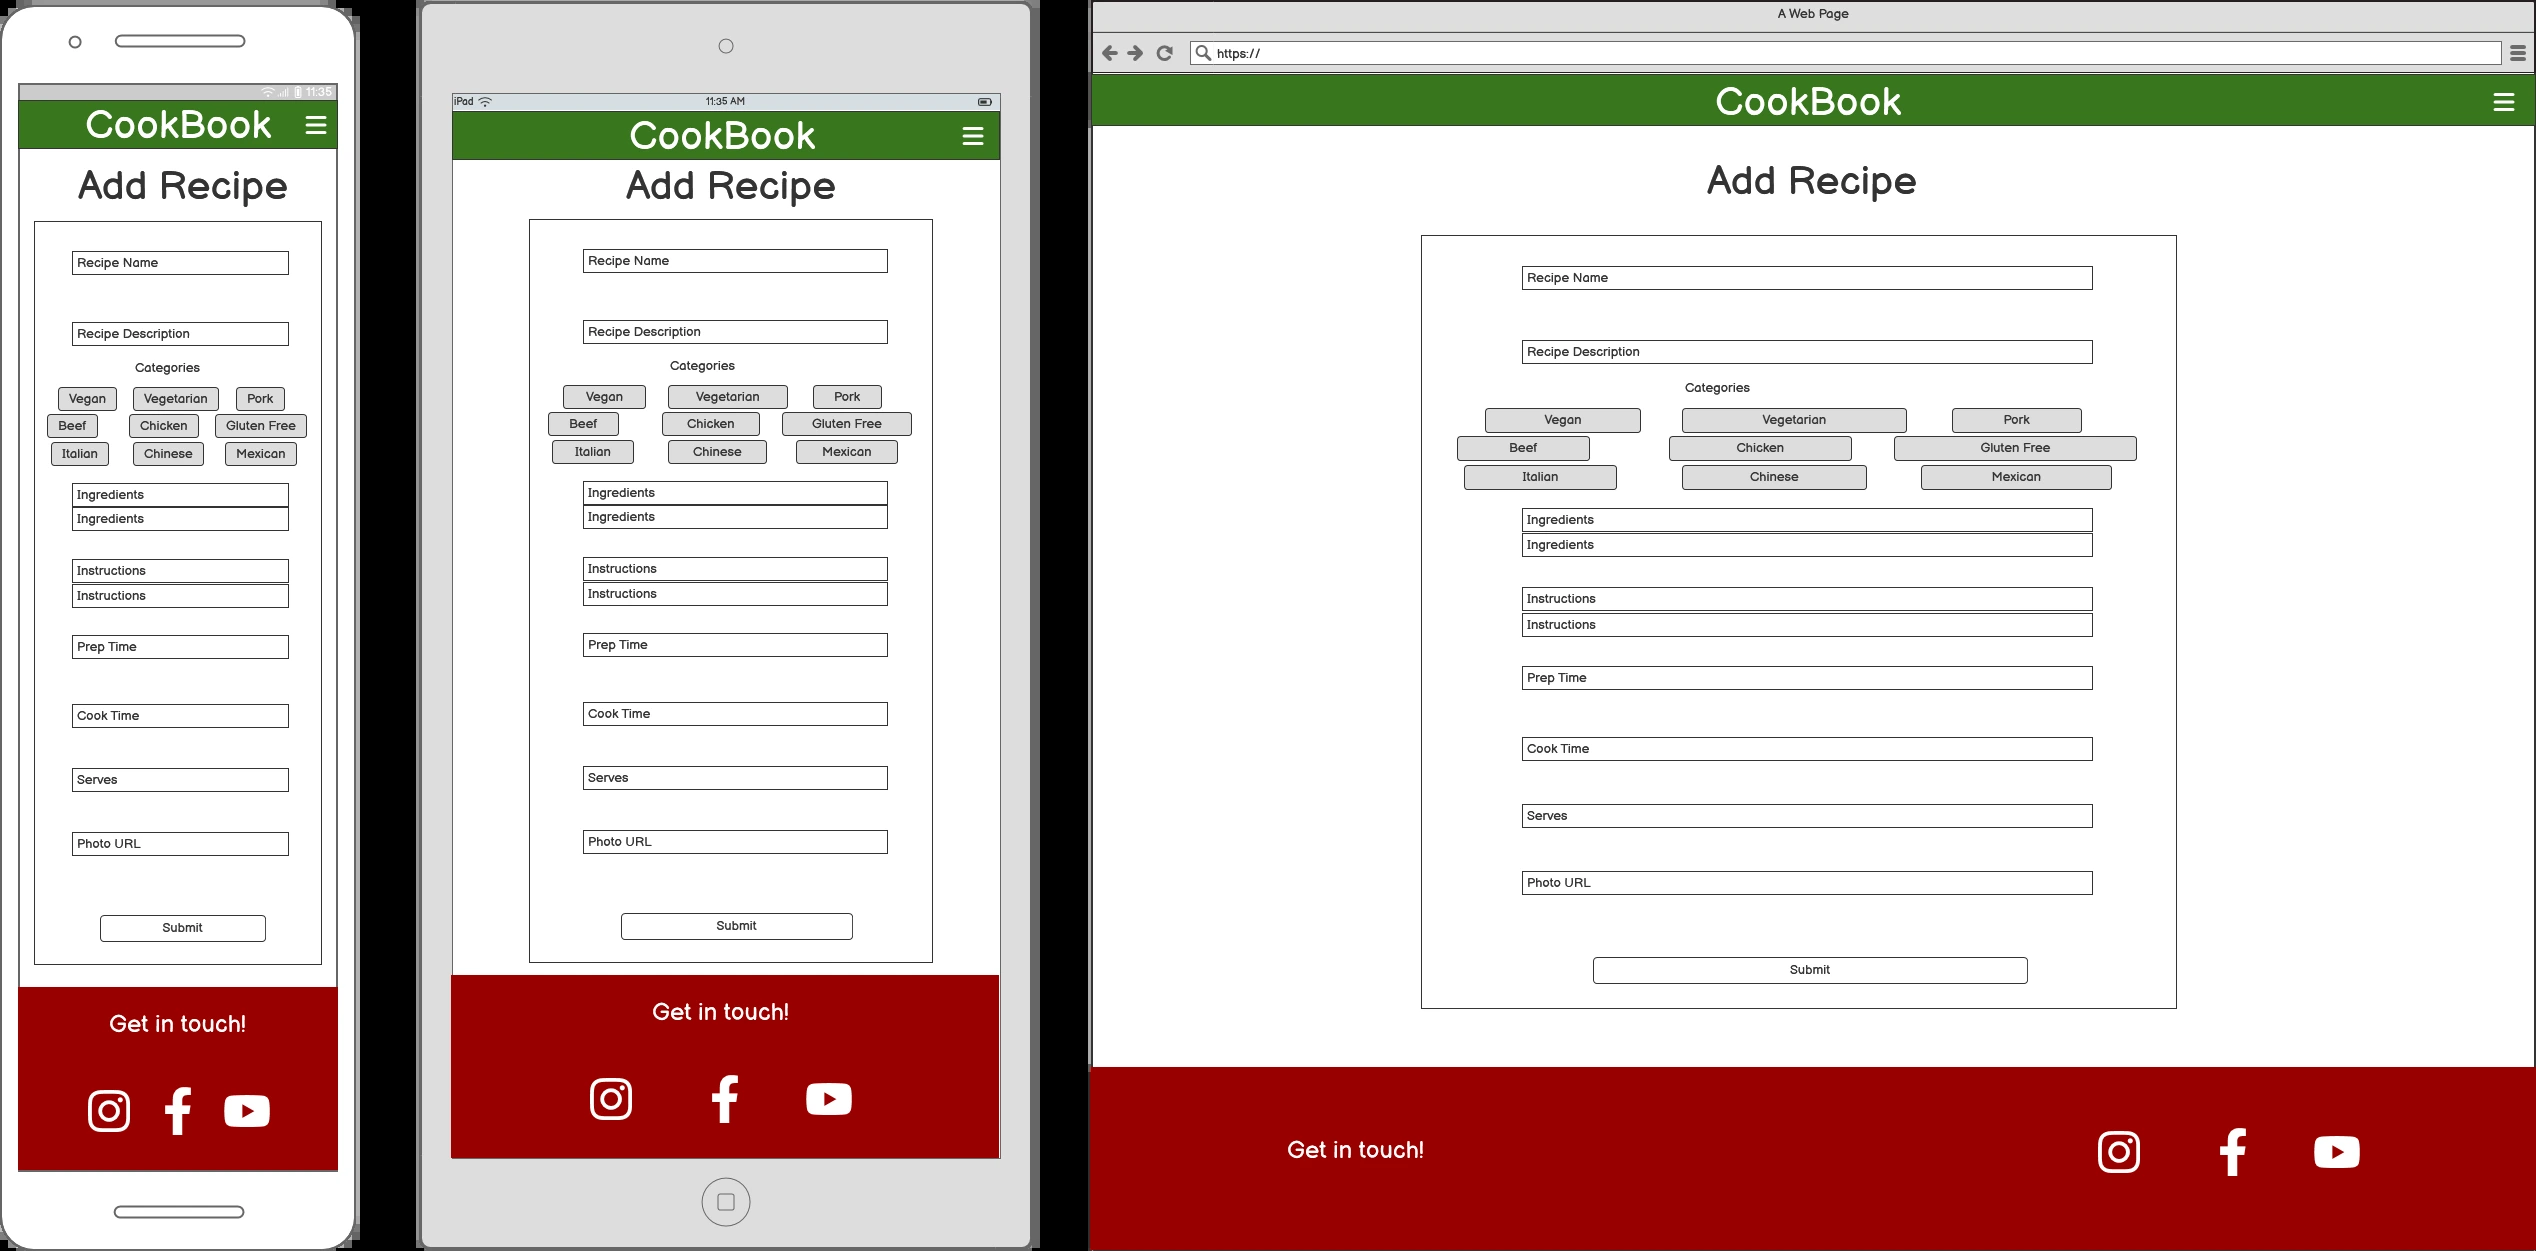 11:35
CookBook
Add Recipe
Recipe Name
Recipe Description
Categories
Vegan Vegetarian Pork
Beef Chicken Gluten Free
Italian Chinese Mexican
Ingredients
Ingredients
Instructions
Instructions
Prep Time
Cook Time
Serves
Photo URL
Submit
Get in touch!
iPad 11:35 AM
CookBook
Add Recipe
Recipe Name
Recipe Description
Categories
Vegan Vegetarian Pork
Beef Chicken Gluten Free
Italian Chinese Mexican
Ingredients
Ingredients
Instructions
Instructions
Prep Time
Cook Time
Serves
Photo URL
Submit
Get in touch!
A Web Page
https://
CookBook
Add Recipe
Recipe Name
Recipe Description
Categories
Vegan Vegetarian Pork
Beef Chicken Gluten Free
Italian Chinese Mexican
Ingredients
Ingredients
Instructions
Instructions
Prep Time
Cook Time
Serves
Photo URL
Submit
Get in touch!